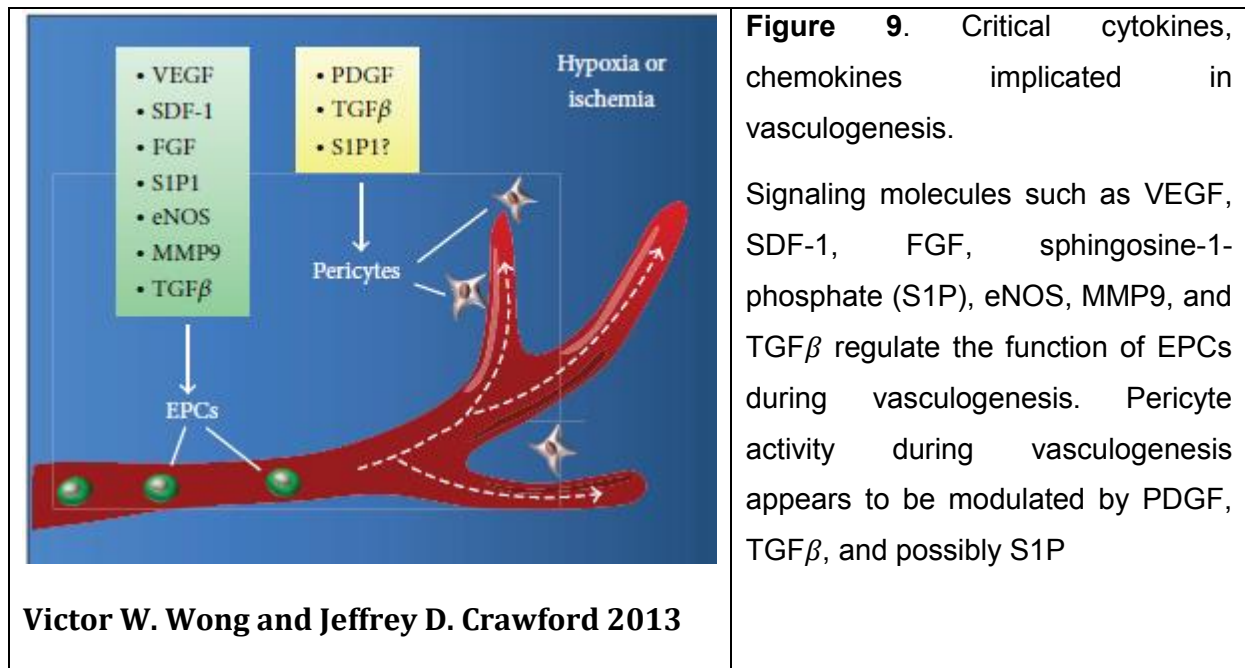 • VEGF
• SDF-1
• FGF
• S1P1
• eNOS
• MMP9
• TGFβ
EPCs
• PDGF
• TGFβ
• S1P1?
Pericytes
Hypoxia or
ischemia
Victor W. Wong and Jeffrey D. Crawford 2013
Figure 9. Critical cytokines,
chemokines implicated in
vasculogenesis.
Signaling molecules such as VEGF,
SDF-1, FGF, sphingosine-1-
phosphate (S1P), eNOS, MMP9, and
TGF𝛽 regulate the function of EPCs
during vasculogenesis. Pericyte
activity during vasculogenesis
appears to be modulated by PDGF,
TGF𝛽, and possibly S1P